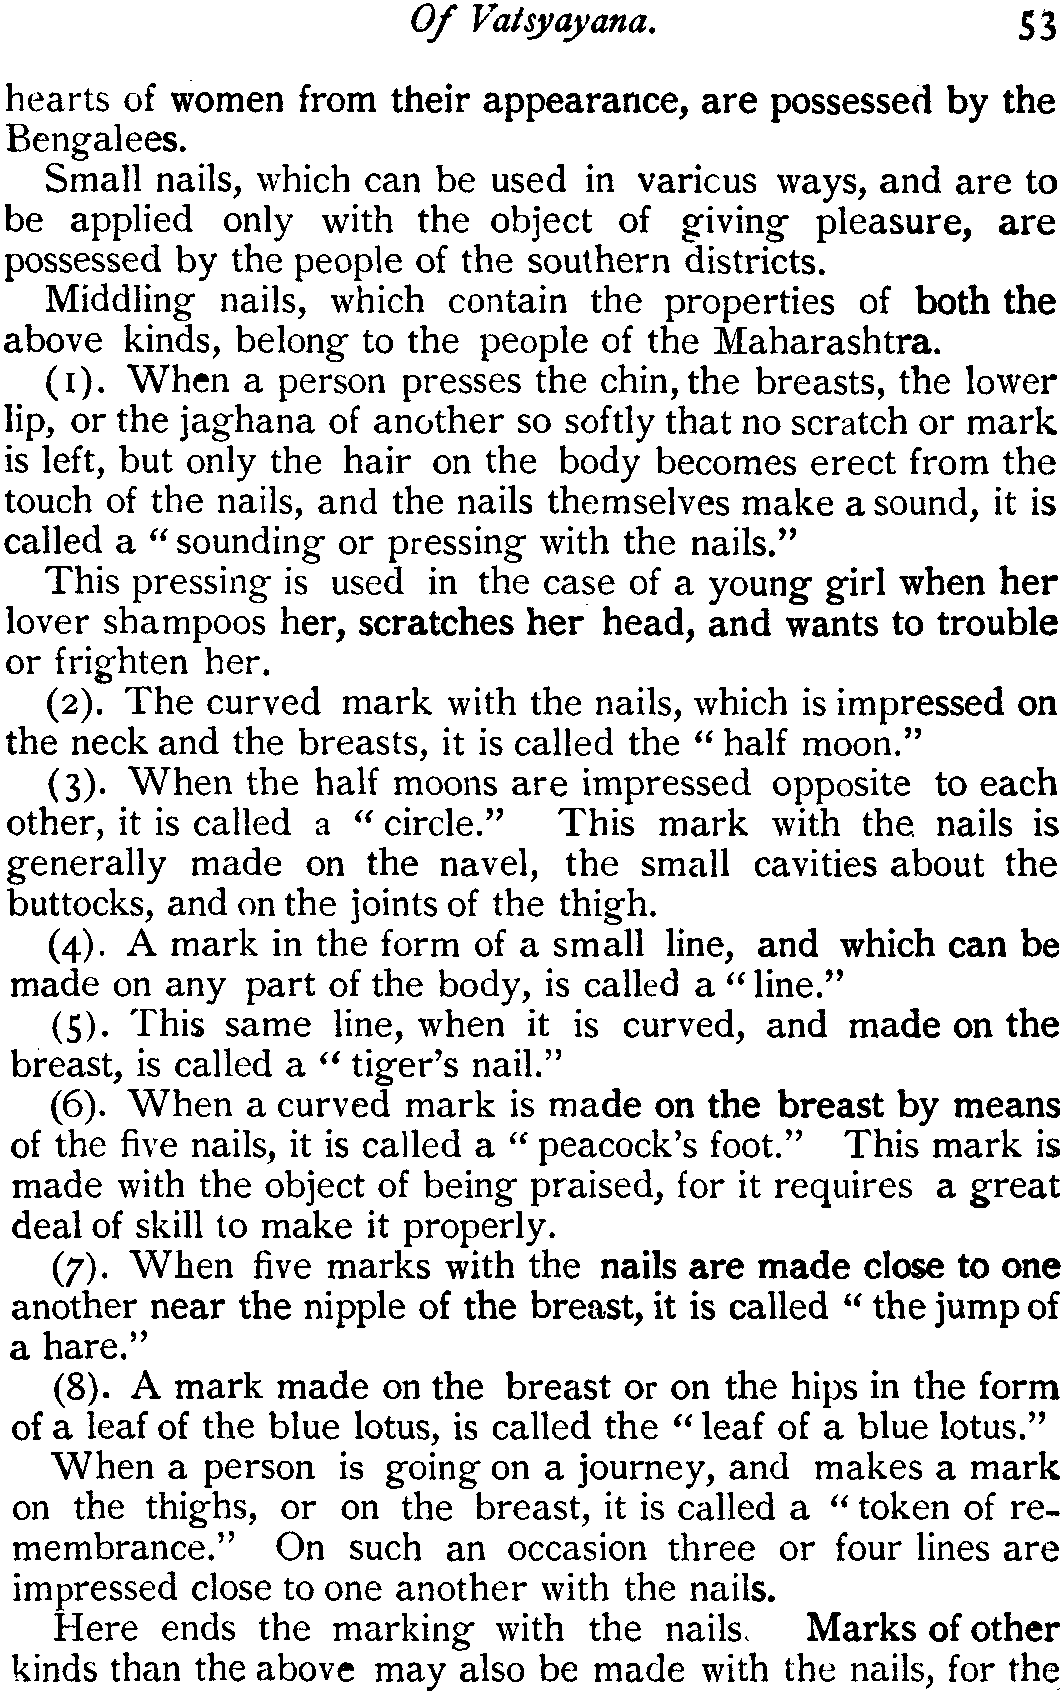 Of Vatsyayana. 53
hearts of women from their appearance, are possessed by the
Bengalees.
Small nails, which can be used in varicus ways, and are to
be applied only with the object of giving pleasure, are
possessed by the people of the southern districts.
Middling nails, which contain the properties of both the
above kinds, belong to the people of the Maharashtra.
(1). When a person presses the chin, the breasts, the lower
lip, or the jaghana of another so softly that no scratch or mark
is left, but only the hair on the body becomes erect from the
touch of the nails, and the nails themselves make a sound, it is
called a “ sounding or pressing with the nails.”
This pressing is used in the case of a young girl when her
lover shampoos her, scratches her head, and wants to trouble
or frighten her.
(2). The curved mark with the nails, which is impressed on
the neck and the breasts, it is called the “ half moon.”
(3). When the half moons are impressed opposite to each
other, it is called a “ circle.” This mark with the nails is
generally made on the navel, the small cavities about the
buttocks, and on the joints of the thigh.
(4). A mark in the form of a small line, and which can be
made on any part of the body, is called a “ line.”
(5). This same line, when it is curved, and made on the
breast, is called a “ tiger’s nail.”
(6). When a curved mark is made on the breast by means
of the five nails, it is called a “ peacock’s foot.” This mark is
made with the object of being praised, for it requires a great
deal of skill to make it properly.
(7). When five marks with the nails are made close to one
another near the nipple of the breast, it is called “ the jump of
a hare.”
(8). A mark made on the breast or on the hips in the form
of a leaf of the blue lotus, is called the “ leaf of a blue lotus.”
When a person is going on a journey, and makes a mark
on the thighs, or on the breast, it is called a “ token of re-
membrance.” On such an occasion three or four lines are
impressed close to one another with the nails.
Here ends the marking with the nails. Marks of other
kinds than the above may also be made with the nails, for the